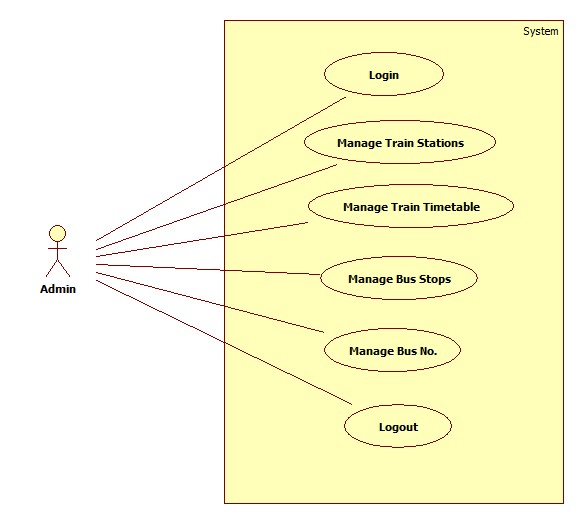 System
Login
Manage Train Stations
Manage Train Timetable
Manage Bus Stops
Admin
Manage Bus No.
Logout